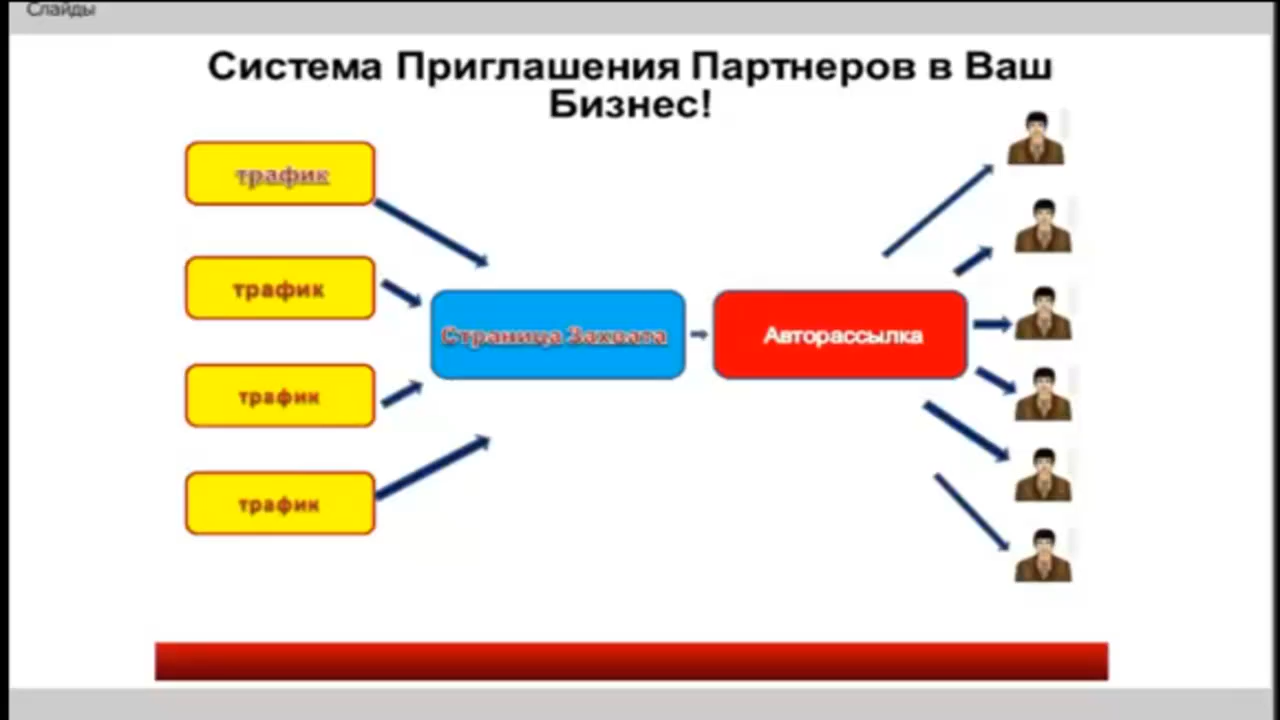 Слайды
Система Приглашения Партнеров в Ваш
Бизнес!
трафик
трафик
трафик
трафик
Страница Захвата
Авторассылка